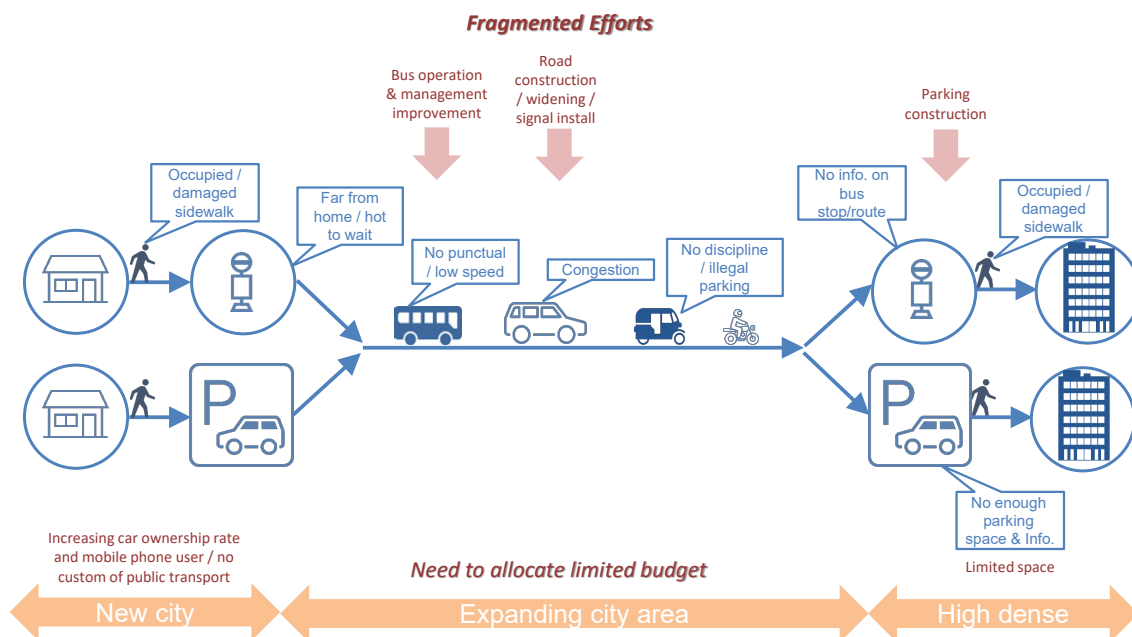 Fragmented Efforts
Bus operation
& management
improvement
Road
construction
/ widening /
signal install
Parking
construction
Occupied /
damaged
sidewalk
Far from
home / hot
to wait
No punctual
/ low speed
Congestion
No discipline
/ illegal
parking
No info. on
bus
stop/route
Occupied /
damaged
sidewalk
P
P
No enough
parking
space & Info.
Increasing car ownership rate
and mobile phone user / no
custom of public transport
Need to allocate limited budget
Limited space
New city
Expanding city area
High dense